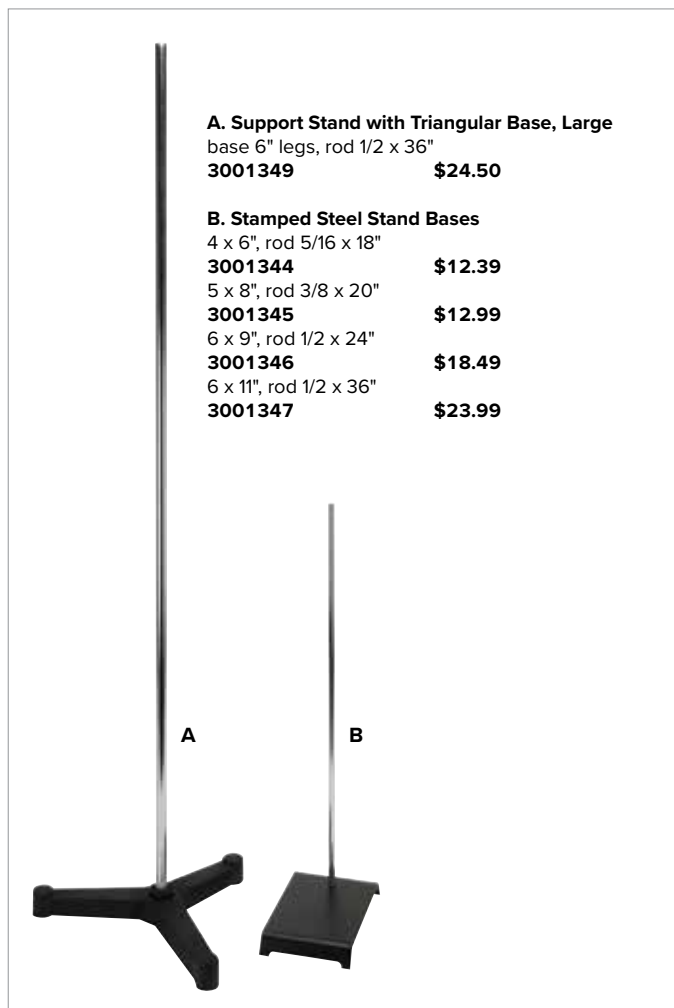 A. Support Stand with Triangular Base, Large
base 6" legs, rod 1/2 x 36"
3001349 $24.50
B. Stamped Steel Stand Bases
4 x 6", rod 5/16 x 18"
3001344 $12.39
5 x 8", rod 3/8 x 20"
3001345 $12.99
6 x 9", rod 1/2 x 24"
3001346 $18.49
6 x 11", rod 1/2 x 36"
3001347 $23.99
A
B